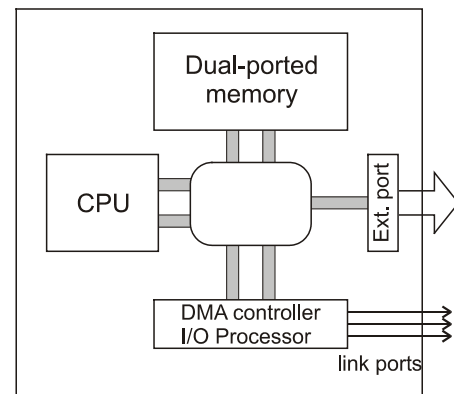 Dual-ported
memory
CPU
Ext. port
DMA controller
I/O Processor
link ports